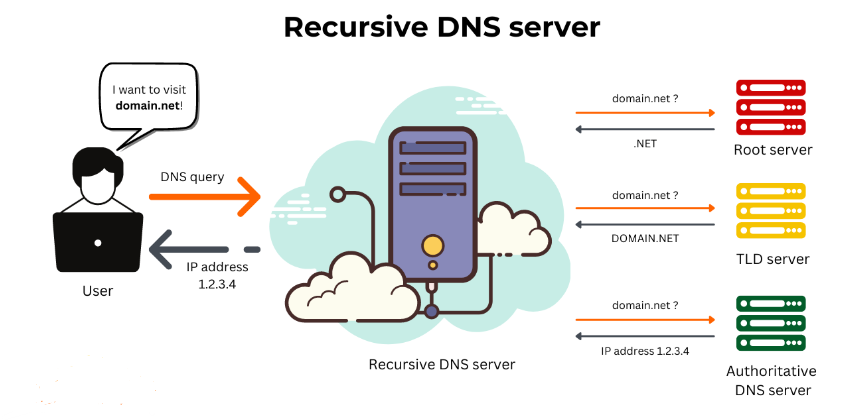 Recursive DNS server
I want to visit
domain.net!
DNS query
IP address
1.2.3.4
User
Recursive DNS server
domain.net ?
.NET
Root server
domain.net ?
DOMAIN.NET
TLD server
domain.net ?
IP address 1.2.3.4
Authoritative
DNS server